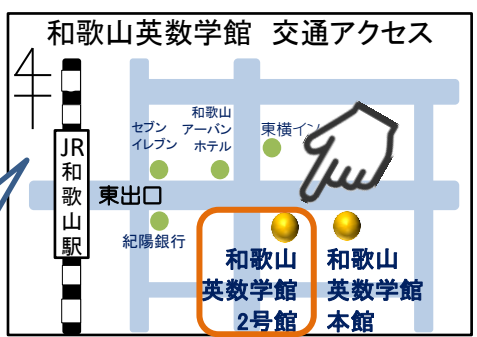 和歌山英数学館 交通アクセス
JR和歌山駅
東出口
セブン
イレブン
和歌山
アーバン
ホテル
東横イン
紀陽銀行
和歌山
英数学館
2号館
和歌山
英数学館
本館